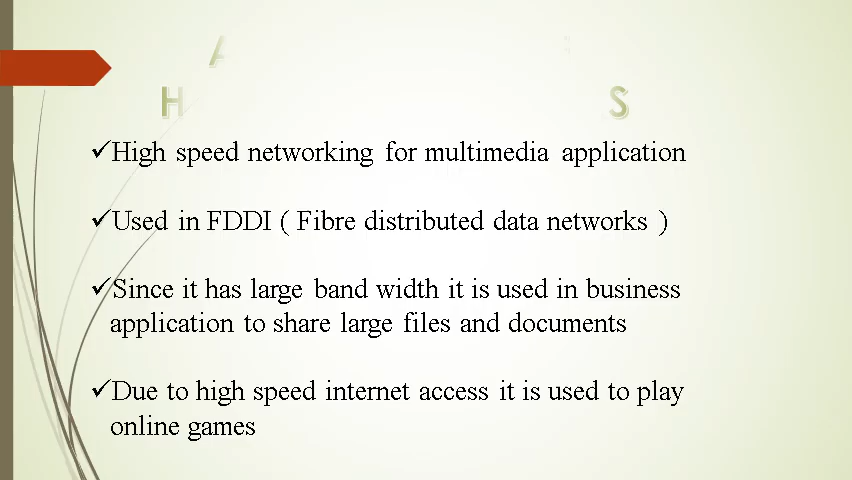 A
H S
✓High speed networking for multimedia application
✓Used in FDDI ( Fibre distributed data networks )
✓Since it has large band width it is used in business
application to share large files and documents
✓Due to high speed internet access it is used to play
online games